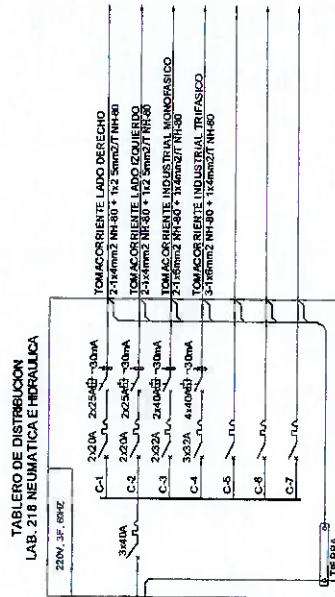 TABLERO DE DISTRIBUCION
LAB. 218 NEUMATICA E HIDRAULICA
220V, 3F, 60HZ
3x40A
C-1
2x20A
2x25A
~30mA
TOMACORRIENTE LADO DERECHO
2-1x4mm2 NH-80 + 1x2.5mm2/T NH-80
C-2
2x20A
2x25A
~30mA
TOMACORRIENTE LADO IZQUIERDO
2-1x4mm2 NH-80 + 1x2.5mm2/T NH-80
C-3
2x32A
2x40A
~30mA
TOMACORRIENTE INDUSTRIAL MONOFASICO
2-1x6mm2 NH-80 + 1x4mm2/T NH-80
C-4
3x32A
4x40A
~30mA
TOMACORRIENTE INDUSTRIAL TRIFASICO
3-1x6mm2 NH-80 + 1x4mm2/T NH-80
C-5
C-6
C-7
TIERRA